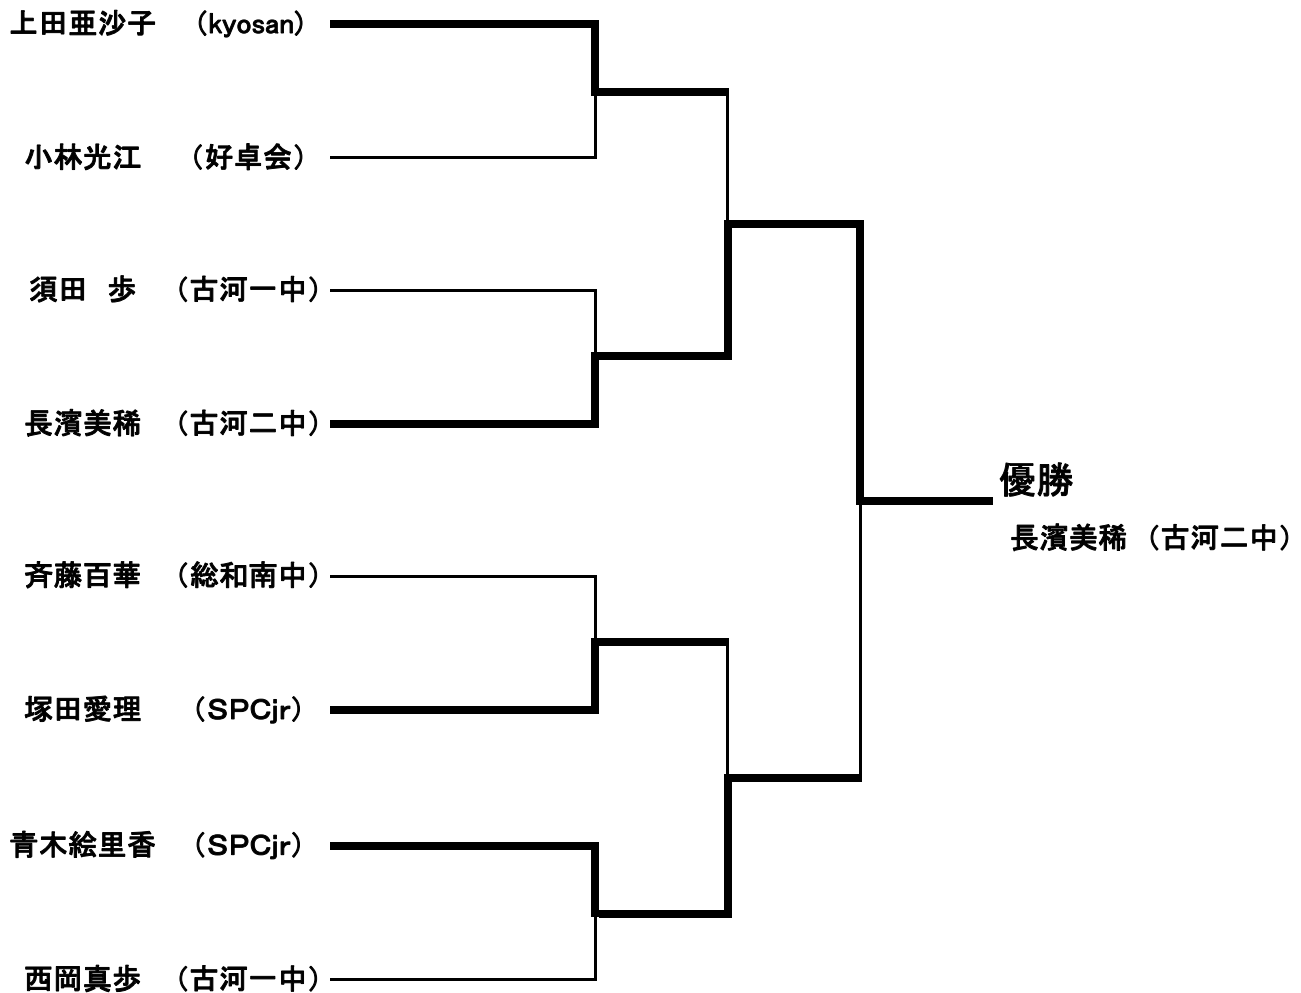 上田亜沙子 （kyosan）
小林光江 （好卓会）
須田 歩 （古河一中）
長濱美稀 （古河二中）
優勝
長濱美稀 （古河二中）
斉藤百華 （総和南中）
塚田愛理 （SPCjr）
青木絵里香 （SPCjr）
西岡真歩 （古河一中）